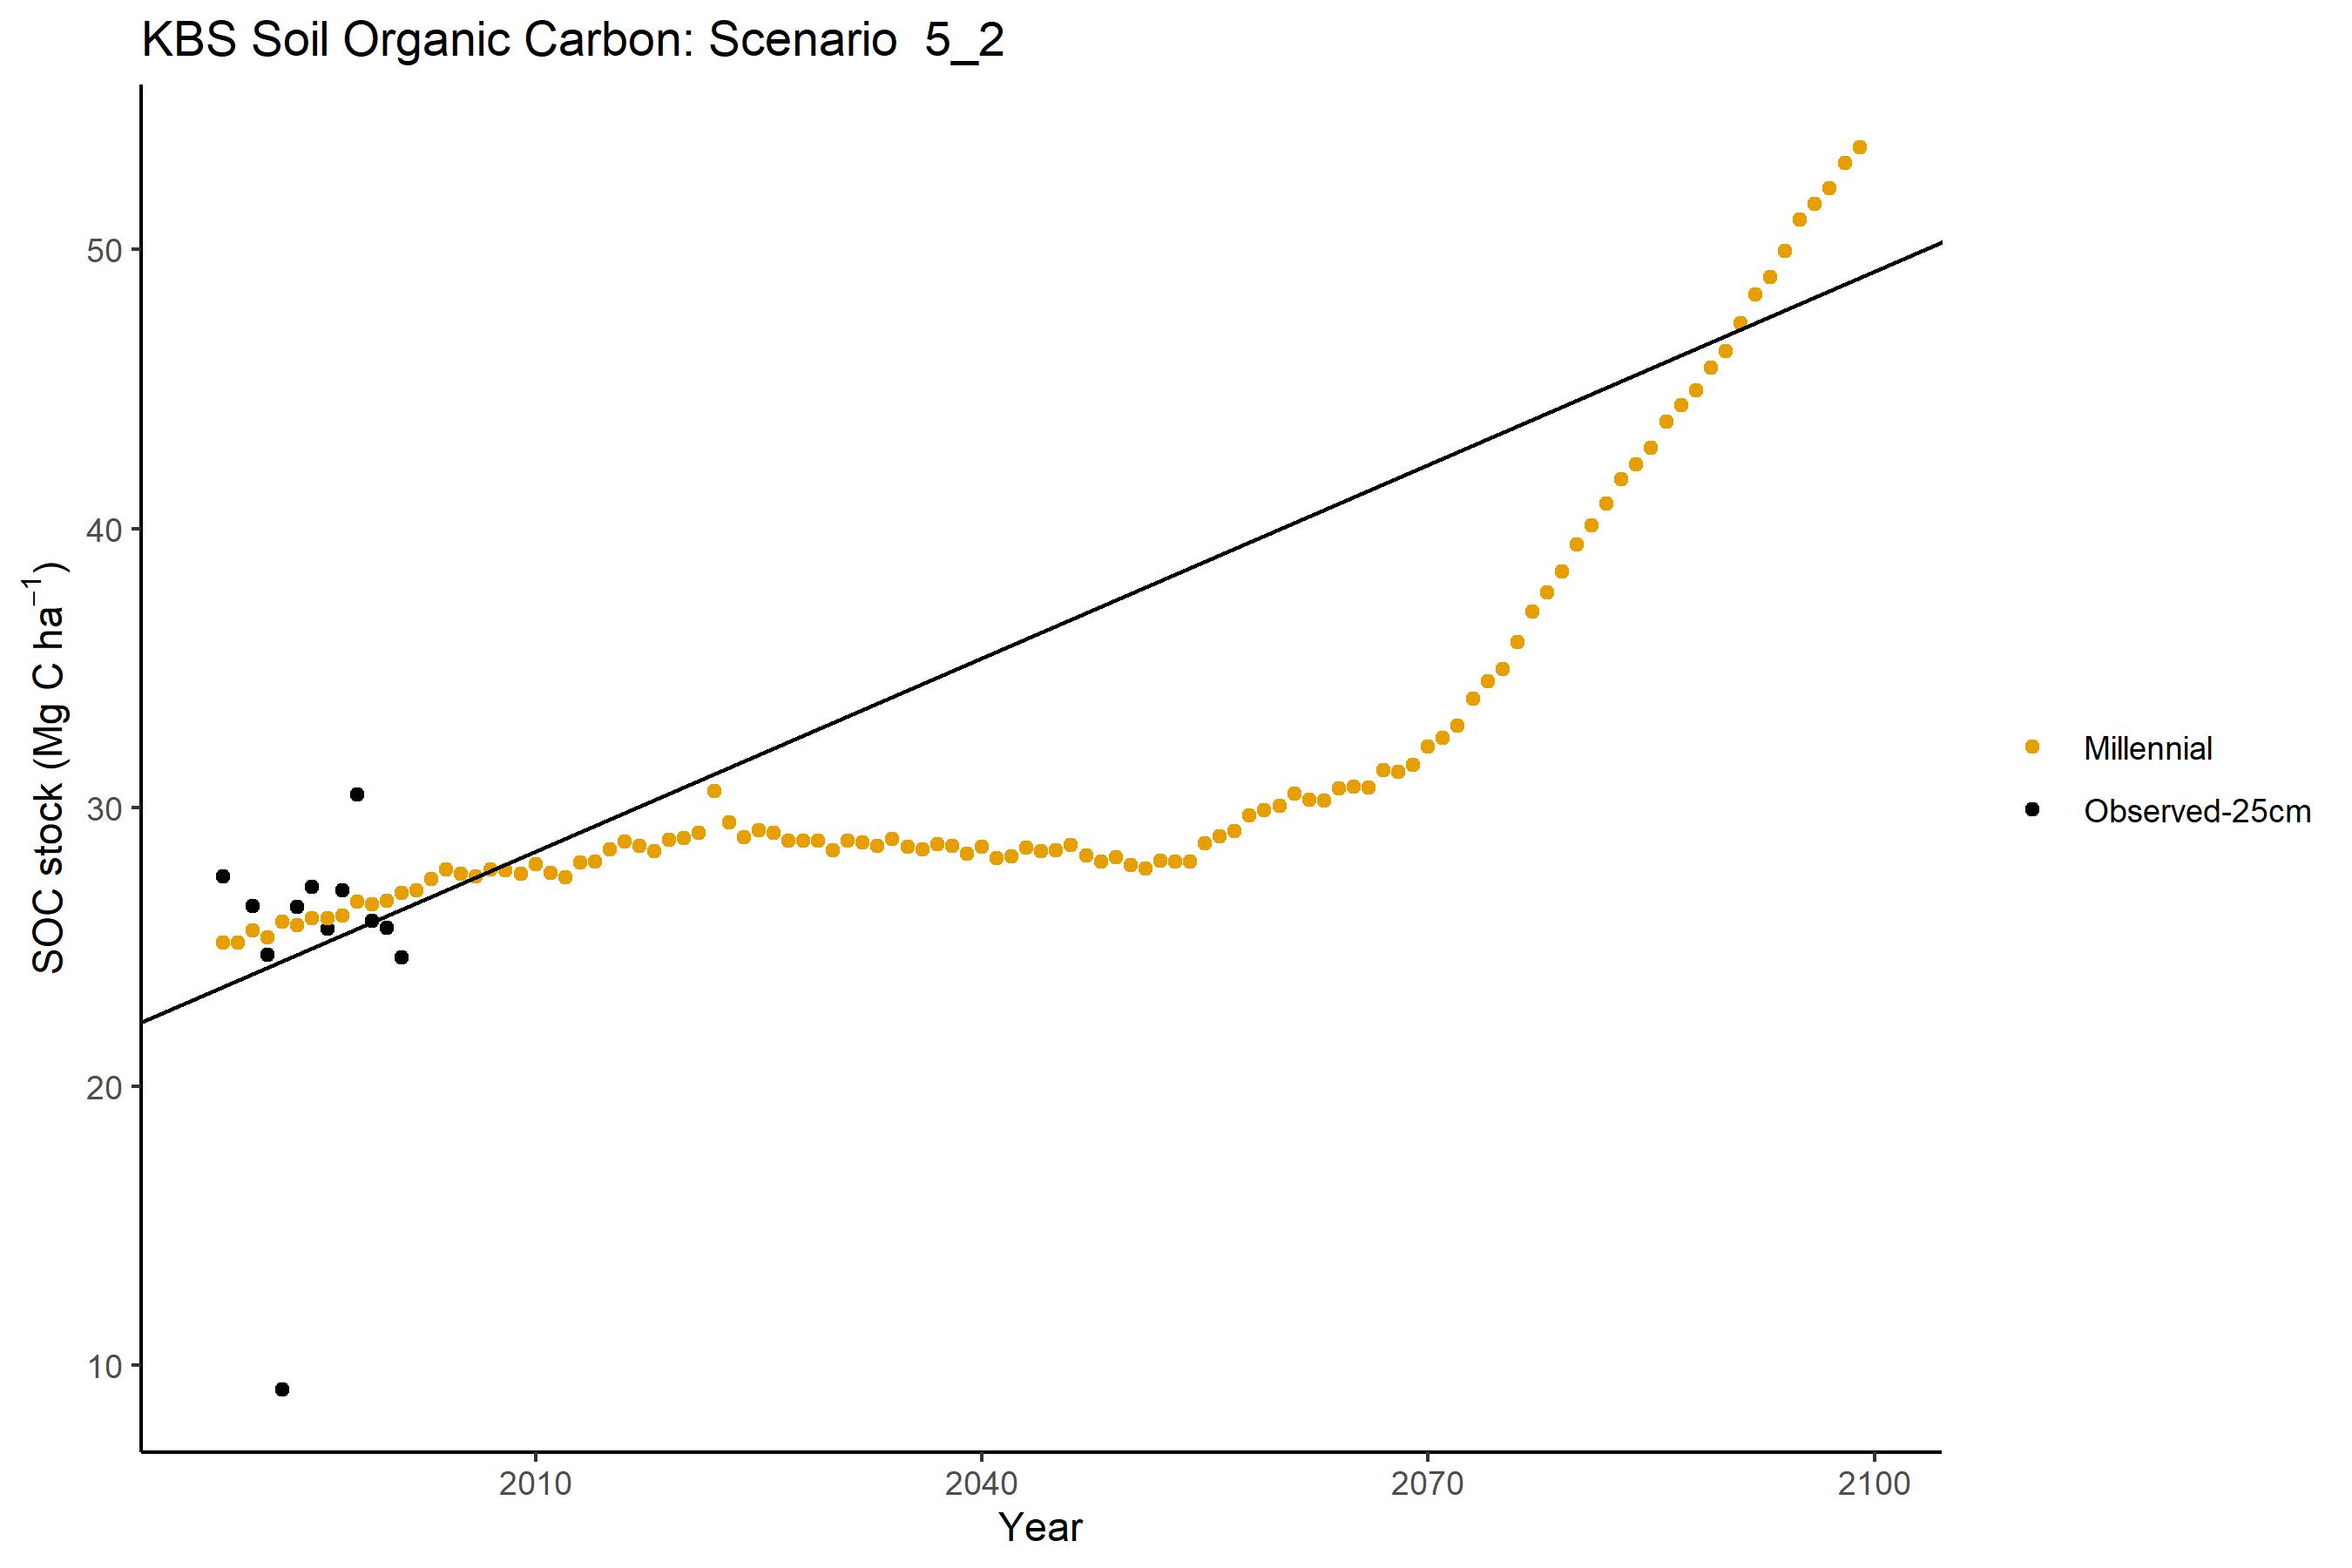 KBS Soil Organic Carbon: Scenario  5_2
SOC stock (Mg C ha⁻¹)
50
40
30
20
10
2010 2040 2070 2100
Year
Millennial
Observed-25cm